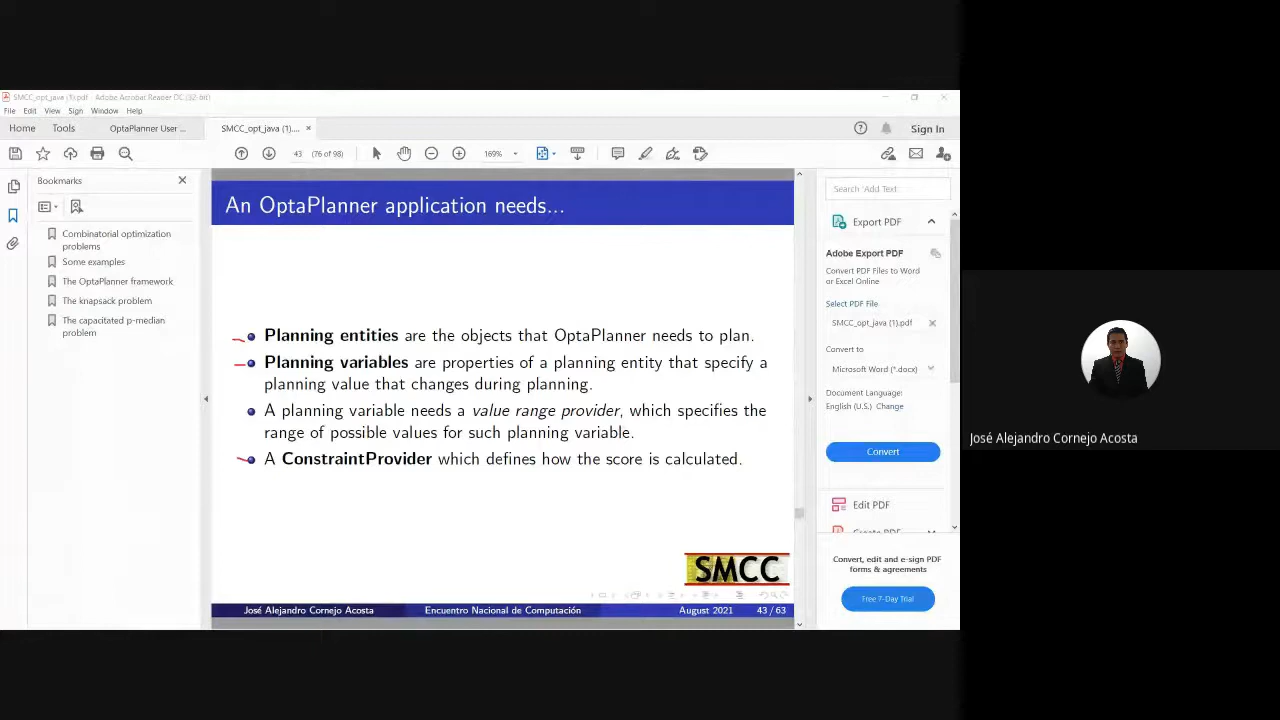 SMCC_opt_java (1).pdf - Adobe Acrobat Reader DC (32-bit)
File Edit View Sign Window Help
Home Tools OptaPlanner User ... SMCC_opt_java (1).... × Sign In
43 (76 of 98) 169%
Bookmarks
Combinatorial optimization
problems
Some examples
The OptaPlanner framework
The knapsack problem
The capacitated p-median
problem
An OptaPlanner application needs...
Planning entities are the objects that OptaPlanner needs to plan.
Planning variables are properties of a planning entity that specify a
planning value that changes during planning.
A planning variable needs a value range provider, which specifies the
range of possible values for such planning variable.
A ConstraintProvider which defines how the score is calculated.
SMCC
José Alejandro Cornejo Acosta Encuentro Nacional de Computación August 2021 43 / 63
Search 'Add Text'
Export PDF
Adobe Export PDF
Convert PDF Files to Word
or Excel Online
Select PDF File
SMCC_opt_java (1).pdf
Convert to
Microsoft Word (*.docx)
Document Language:
English (U.S.) Change
Convert
Edit PDF
Create PDF
Convert, edit and e-sign PDF
forms & agreements
Free 7-Day Trial
José Alejandro Cornejo Acosta